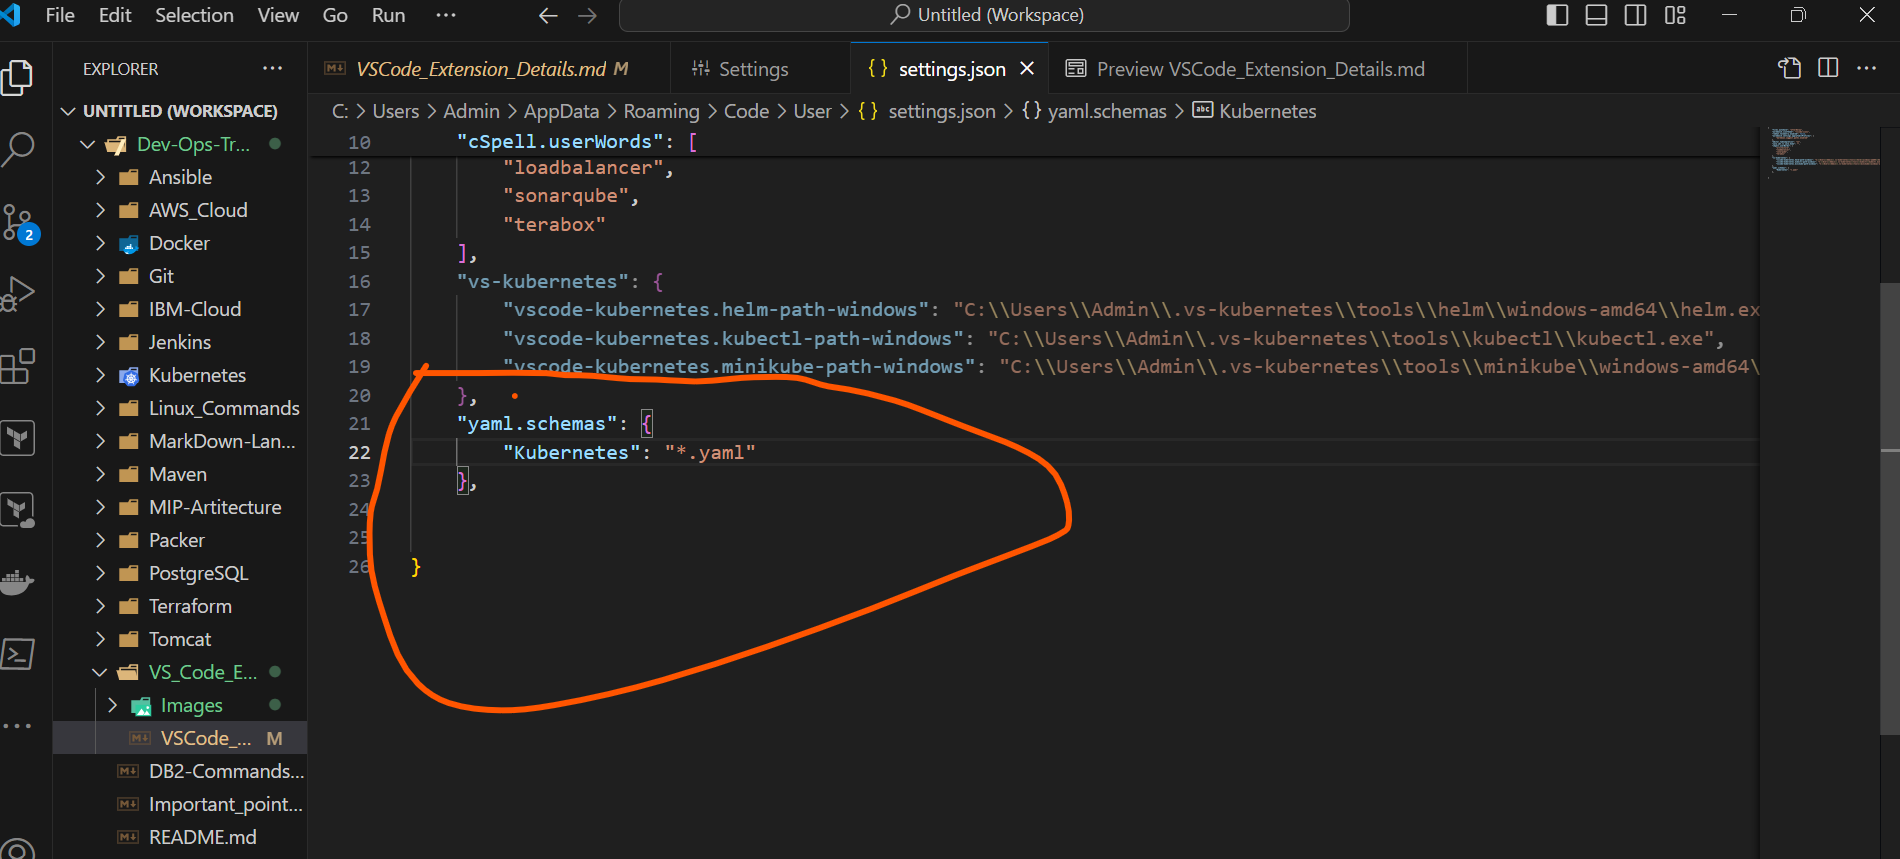 File Edit Selection View Go Run ···
Untitled (Workspace)
EXPLORER ···
VSCode_Extension_Details.md M
Settings
{} settings.json
Preview VSCode_Extension_Details.md
···
UNTITLED (WORKSPACE)
C: > Users > Admin > AppData > Roaming > Code > User > {} settings.json > {} yaml.schemas > abc Kubernetes
Dev-Ops-Tr...
Ansible
AWS_Cloud
Docker
Git
IBM-Cloud
Jenkins
Kubernetes
Linux_Commands
MarkDown-Lan...
Maven
MIP-Artitecture
Packer
PostgreSQL
Terraform
Tomcat
VS_Code_E...
Images
VSCode_... M
DB2-Commands...
Important_point...
README.md
2
···
10 "cSpell.userWords": [
12 "loadbalancer",
13 "sonarqube",
14 "terabox"
15 ],
16 "vs-kubernetes": {
17 "vscode-kubernetes.helm-path-windows": "C:\\Users\\Admin\\.vs-kubernetes\\tools\\helm\\windows-amd64\\helm.ex
18 "vscode-kubernetes.kubectl-path-windows": "C:\\Users\\Admin\\.vs-kubernetes\\tools\\kubectl\\kubectl.exe",
19 "vscode-kubernetes.minikube-path-windows": "C:\\Users\\Admin\\.vs-kubernetes\\tools\\minikube\\windows-amd64\
20 },
21 "yaml.schemas": {
22 "Kubernetes": "*.yaml"
23 },
24
25
26 }